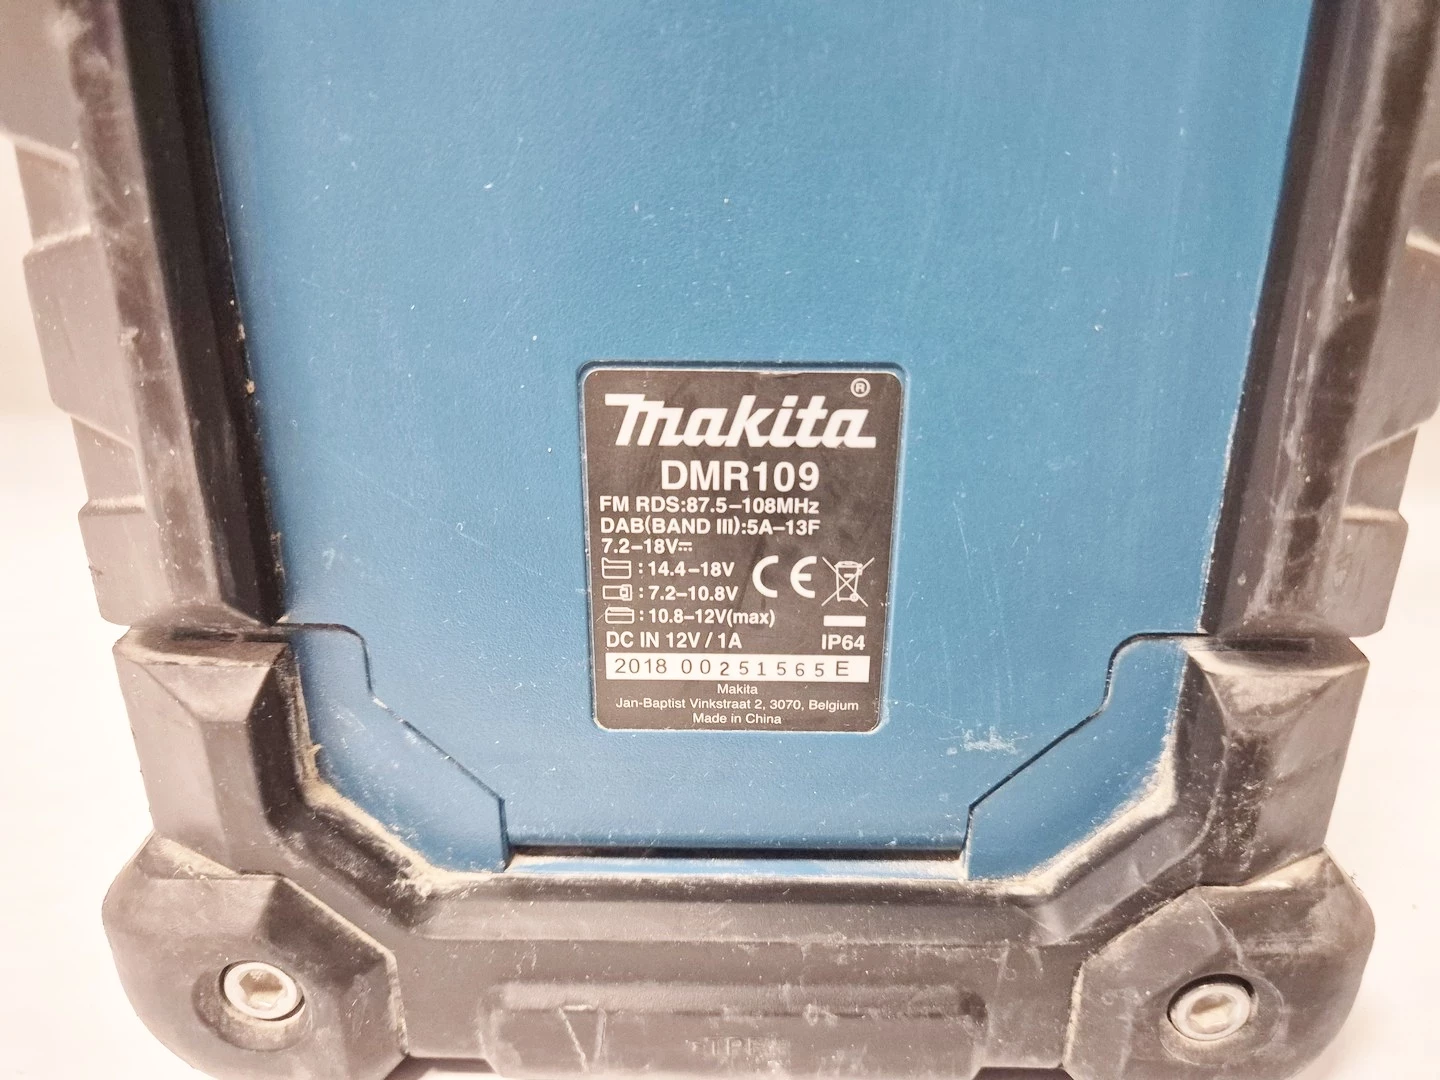 makita®
DMR109
FM RDS:87.5–108MHz
DAB(BAND III):5A–13F
7.2–18V⎓
:14.4–18V
:7.2–10.8V
CE
:10.8–12V(max)
DC IN 12V / 1A
IP64
2018 00251565 E
Makita
Jan-Baptist Vinkstraat 2, 3070, Belgium
Made in China